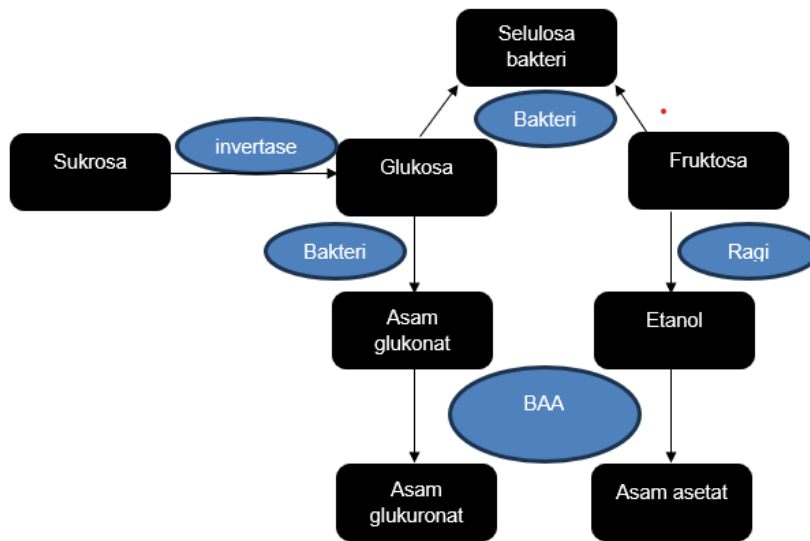 Selulosa
bakteri
Bakteri
invertase
Sukrosa
Glukosa
Fruktosa
Bakteri
Ragi
Asam
glukonat
Etanol
BAA
Asam
glukuronat
Asam asetat